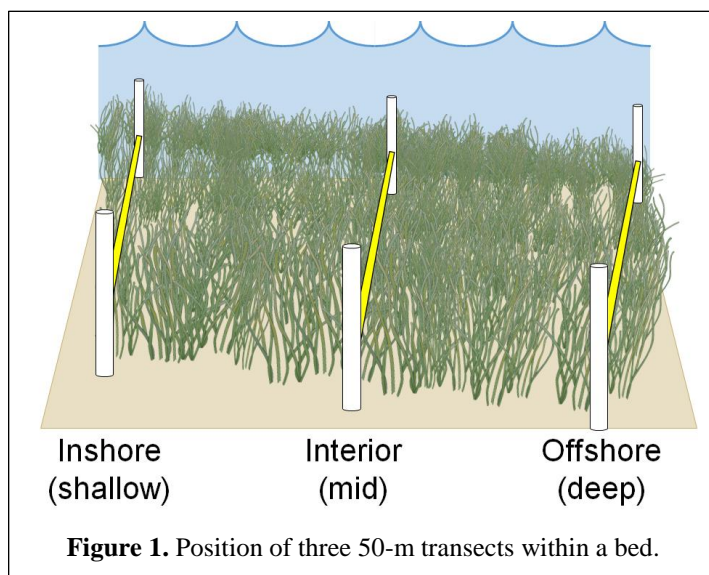 Inshore
(shallow)
Interior
(mid)
Offshore
(deep)
Figure 1. Position of three 50-m transects within a bed.